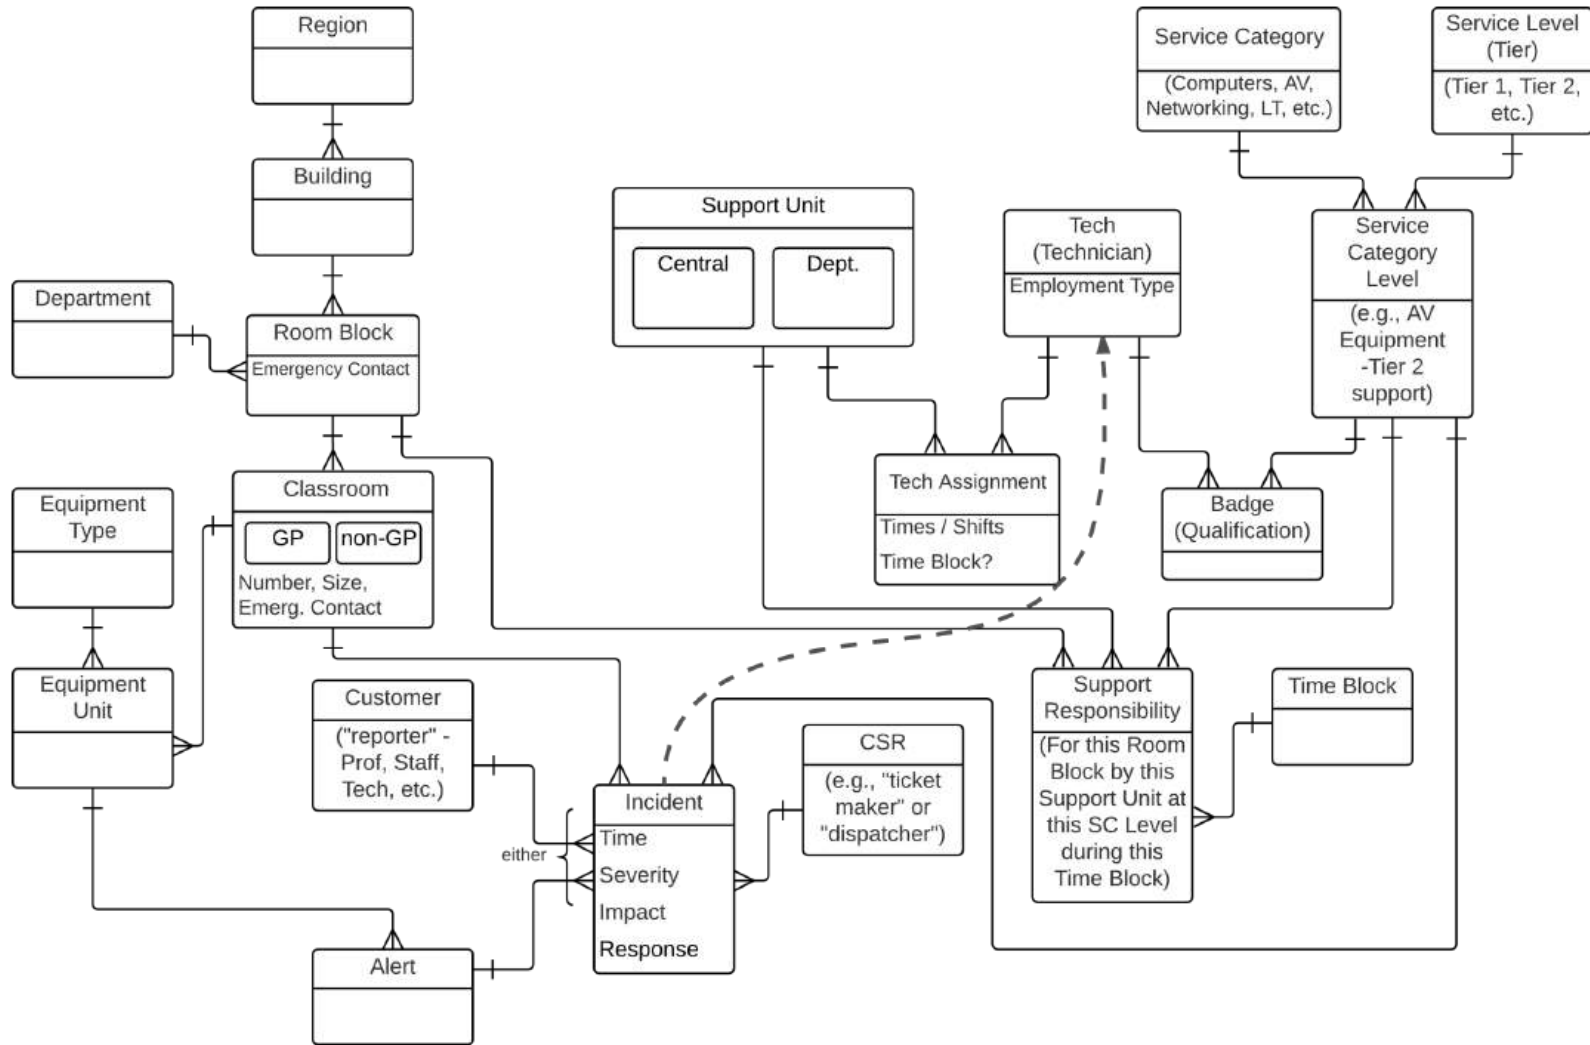 Region
Building
Department
Room Block
Emergency Contact
Classroom
GP
non-GP
Number, Size,
Emerg. Contact
Equipment
Type
Equipment
Unit
Customer
("reporter" -
Prof, Staff,
Tech, etc.)
Alert
either
Incident
Time
Severity
Impact
Response
CSR
(e.g., "ticket
maker" or
"dispatcher")
Support Unit
Central
Dept.
Tech
(Technician)
Employment Type
Tech Assignment
Times / Shifts
Time Block?
Badge
(Qualification)
Service Category
(Computers, AV,
Networking, LT, etc.)
Service Level
(Tier)
(Tier 1, Tier 2,
etc.)
Service
Category
Level
(e.g., AV
Equipment
-Tier 2
support)
Support
Responsibility
(For this Room
Block by this
Support Unit at
this SC Level
during this
Time Block)
Time Block